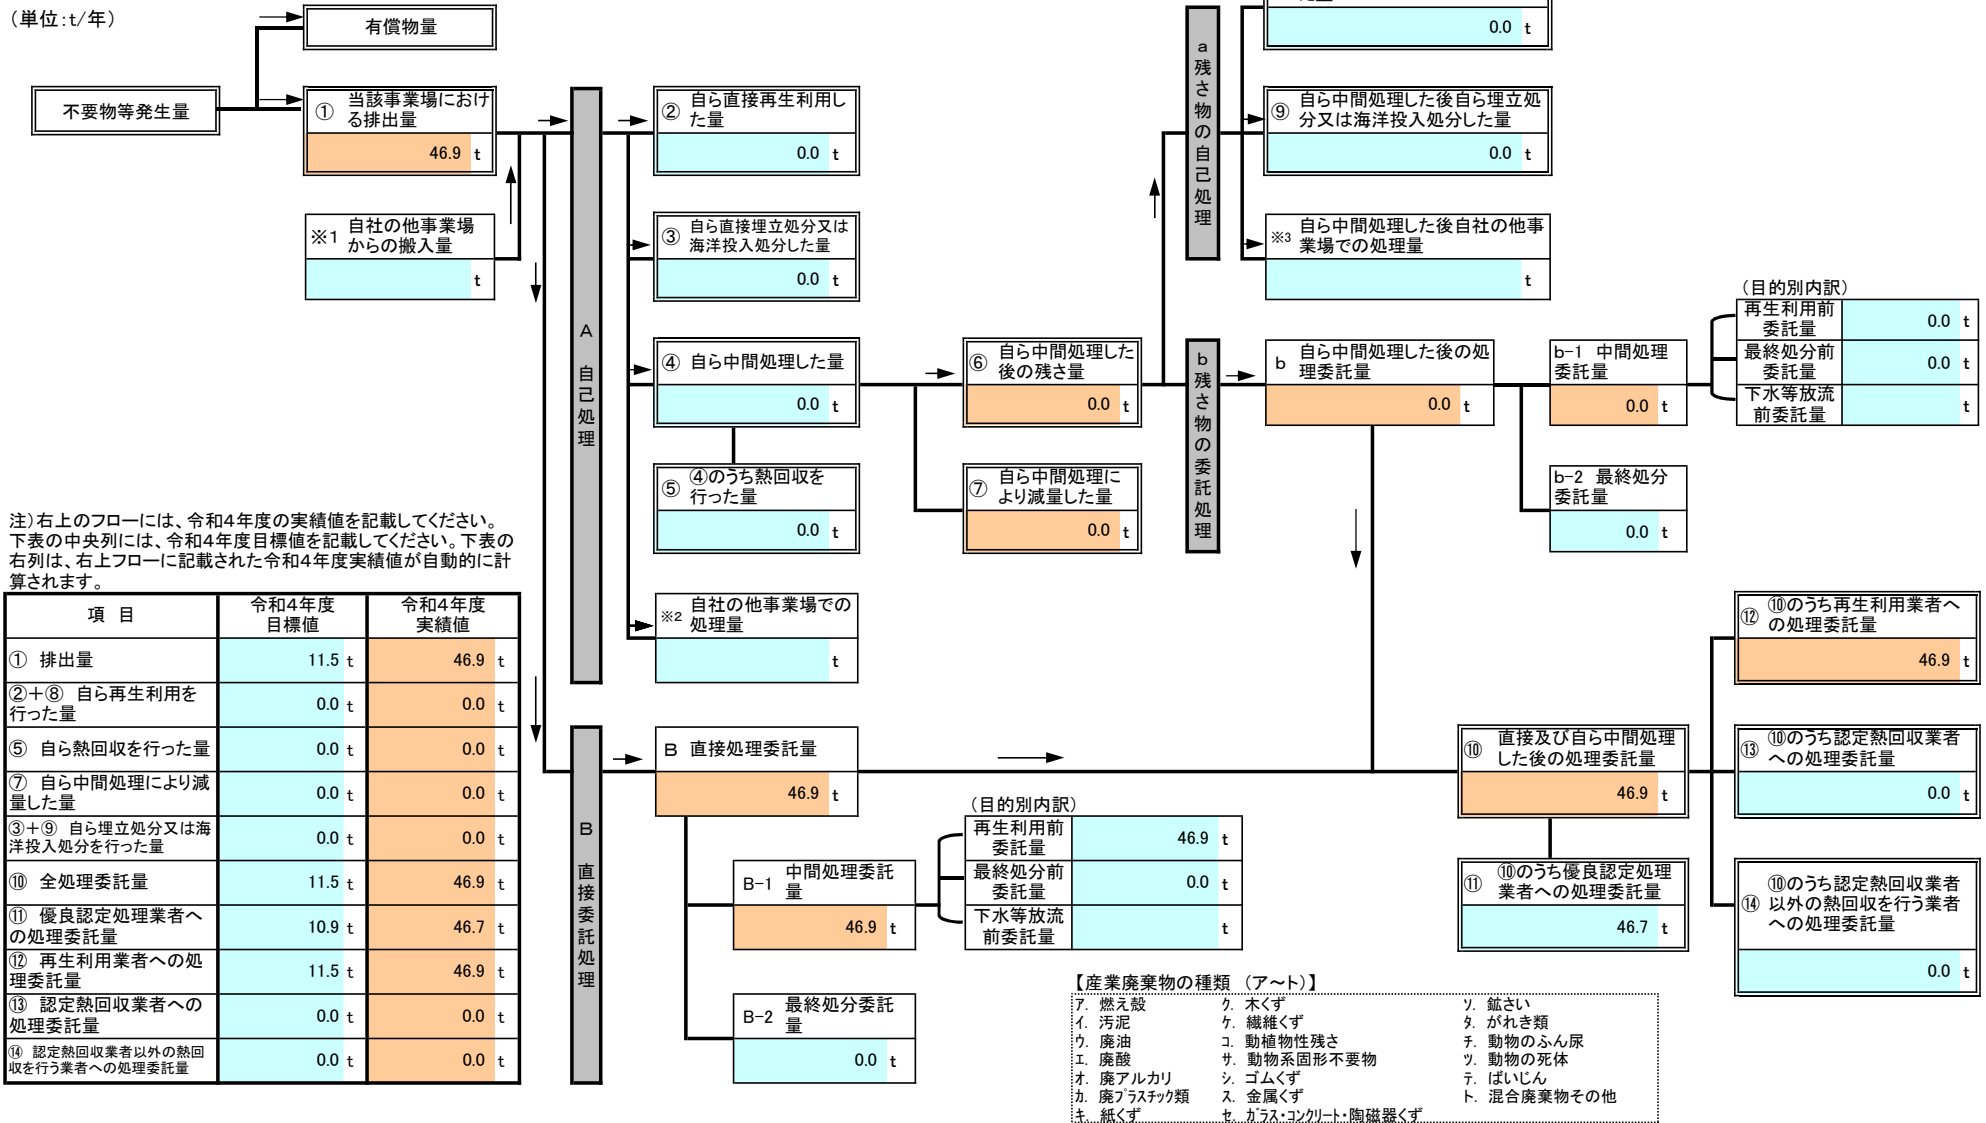 （単位：t/年）
有償物量
0.0 t
不要物等発生量
① 当該事業場におけ
る排出量
46.9 t
※1 自社の他事業場
からの搬入量
t
A 自己処理
② 自ら直接再生利用し
た量
0.0 t
③ 自ら直接埋立処分又は
海洋投入処分した量
0.0 t
④ 自ら中間処理した量
0.0 t
⑤ ④のうち熱回収を
行った量
0.0 t
※2 自社の他事業場での
処理量
t
⑥ 自ら中間処理した
後の残さ量
0.0 t
⑦ 自ら中間処理に
より減量した量
0.0 t
a残さ物の自己処理
⑨ 自ら中間処理した後自ら埋立処
分又は海洋投入処分した量
0.0 t
※3 自ら中間処理した後自社の他事
業場での処理量
t
b残さ物の委託処理
b 自ら中間処理した後の処
理委託量
0.0 t
b-1 中間処理
委託量
0.0 t
b-2 最終処分
委託量
0.0 t
（目的別内訳）
再生利用前
委託量 0.0 t
最終処分前
委託量 0.0 t
下水等放流
前委託量 t
注）右上のフローには、令和4年度の実績値を記載してください。
下表の中央列には、令和4年度目標値を記載してください。下表の
右列は、右上フローに記載された令和4年度実績値が自動的に計
算されます。
項 目 令和4年度
目標値 令和4年度
実績値
① 排出量 11.5 t 46.9 t
②＋⑧ 自ら再生利用を
行った量 0.0 t 0.0 t
⑤ 自ら熱回収を行った量 0.0 t 0.0 t
⑦ 自ら中間処理により減
量した量 0.0 t 0.0 t
③＋⑨ 自ら埋立処分又は海
洋投入処分を行った量 0.0 t 0.0 t
⑩ 全処理委託量 11.5 t 46.9 t
⑪ 優良認定処理業者へ
の処理委託量 10.9 t 46.7 t
⑫ 再生利用業者への処
理委託量 11.5 t 46.9 t
⑬ 認定熱回収業者への
処理委託量 0.0 t 0.0 t
⑭ 認定熱回収業者以外の熱回
収を行う業者への処理委託量 0.0 t 0.0 t
B 直接委託処理
B 直接処理委託量
46.9 t
B-1 中間処理委託
量
46.9 t
B-2 最終処分委託
量
0.0 t
（目的別内訳）
再生利用前
委託量 46.9 t
最終処分前
委託量 0.0 t
下水等放流
前委託量 t
⑩ 直接及び自ら中間処理
した後の処理委託量
46.9 t
⑪ ⑩のうち優良認定処理
業者への処理委託量
46.7 t
⑫ ⑩のうち再生利用業者へ
の処理委託量
46.9 t
⑬ ⑩のうち認定熱回収業者
への処理委託量
0.0 t
⑭ ⑩のうち認定熱回収業者
以外の熱回収を行う業者
への処理委託量
0.0 t
【産業廃棄物の種類 （ア～ト）】
ア. 燃え殻 ク. 木くず ソ. 鉱さい
イ. 汚泥 ケ. 繊維くず タ. がれき類
ウ. 廃油 コ. 動植物性残さ チ. 動物のふん尿
エ. 廃酸 サ. 動物系固形不要物 ツ. 動物の死体
オ. 廃アルカリ シ. ゴムくず テ. ばいじん
カ. 廃プラスチック類 ス. 金属くず ト. 混合廃棄物その他
キ. 紙くず セ. ガラス・コンクリート・陶磁器くず